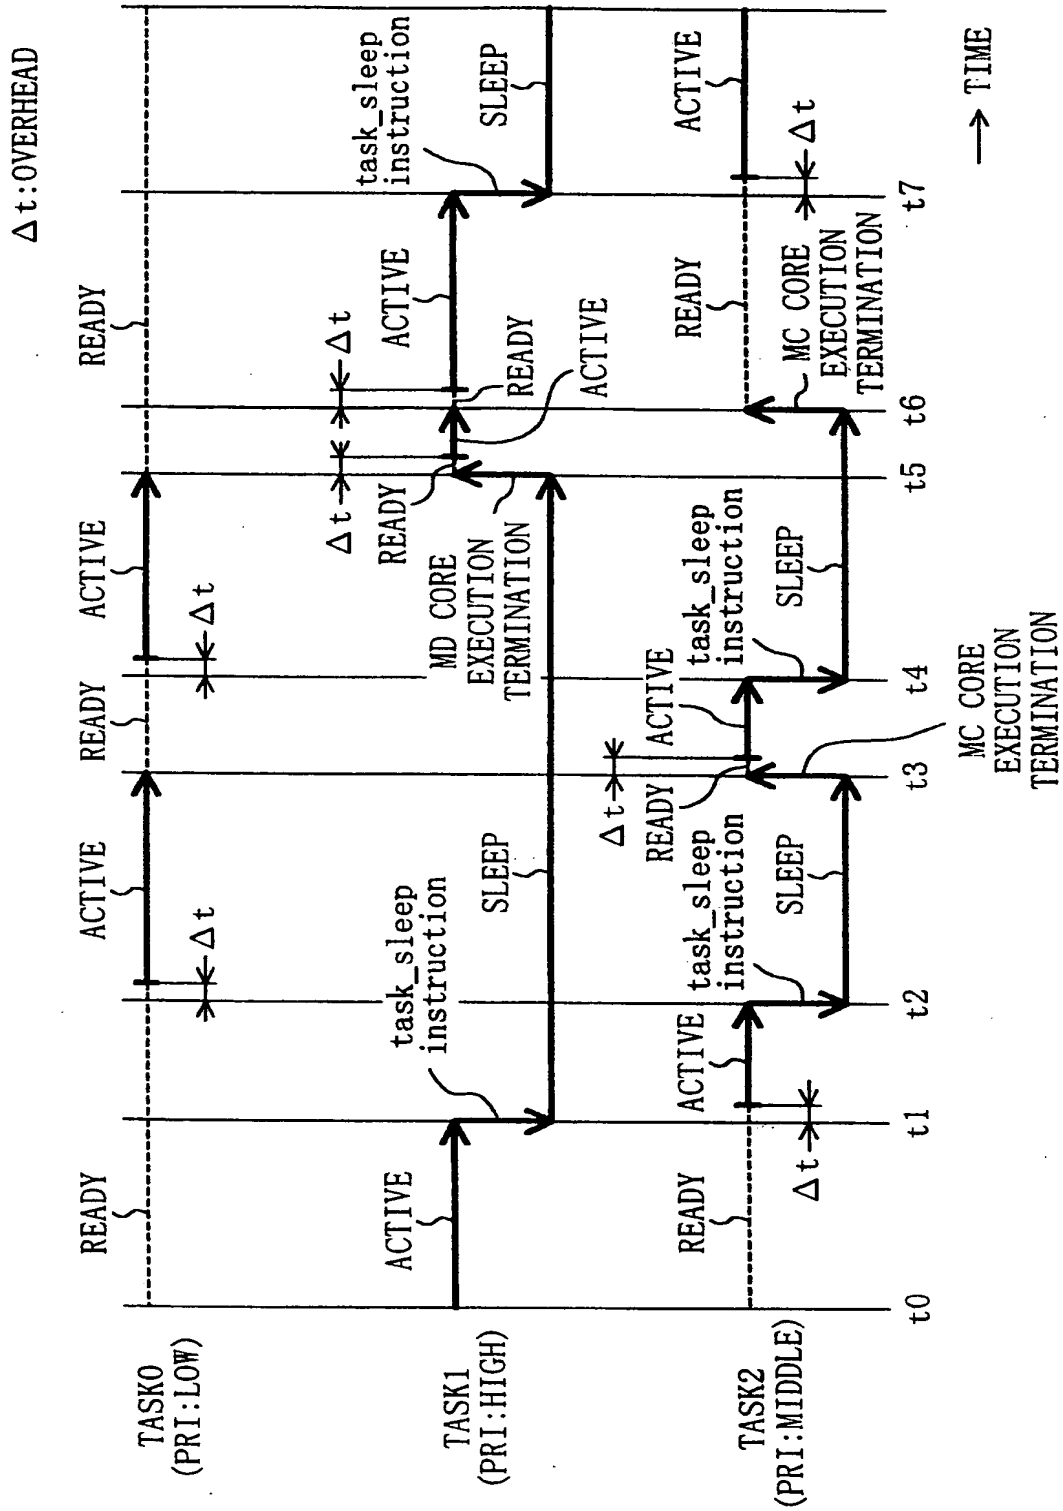 Δt:OVERHEAD
TASK0
(PRI:LOW)
READY
ACTIVE
Δt
READY
ACTIVE
Δt
READY
TASK1
(PRI:HIGH)
ACTIVE
task_sleep
instruction
SLEEP
MD CORE
EXECUTION
TERMINATION
READY
Δt
Δt
READY
ACTIVE
ACTIVE
task_sleep
instruction
SLEEP
TASK2
(PRI:MIDDLE)
READY
Δt
ACTIVE
task_sleep
instruction
SLEEP
READY
Δt
ACTIVE
MC CORE
EXECUTION
TERMINATION
task_sleep
instruction
SLEEP
READY
MC CORE
EXECUTION
TERMINATION
ACTIVE
Δt
t0
t1
t2
t3
t4
t5
t6
t7
TIME